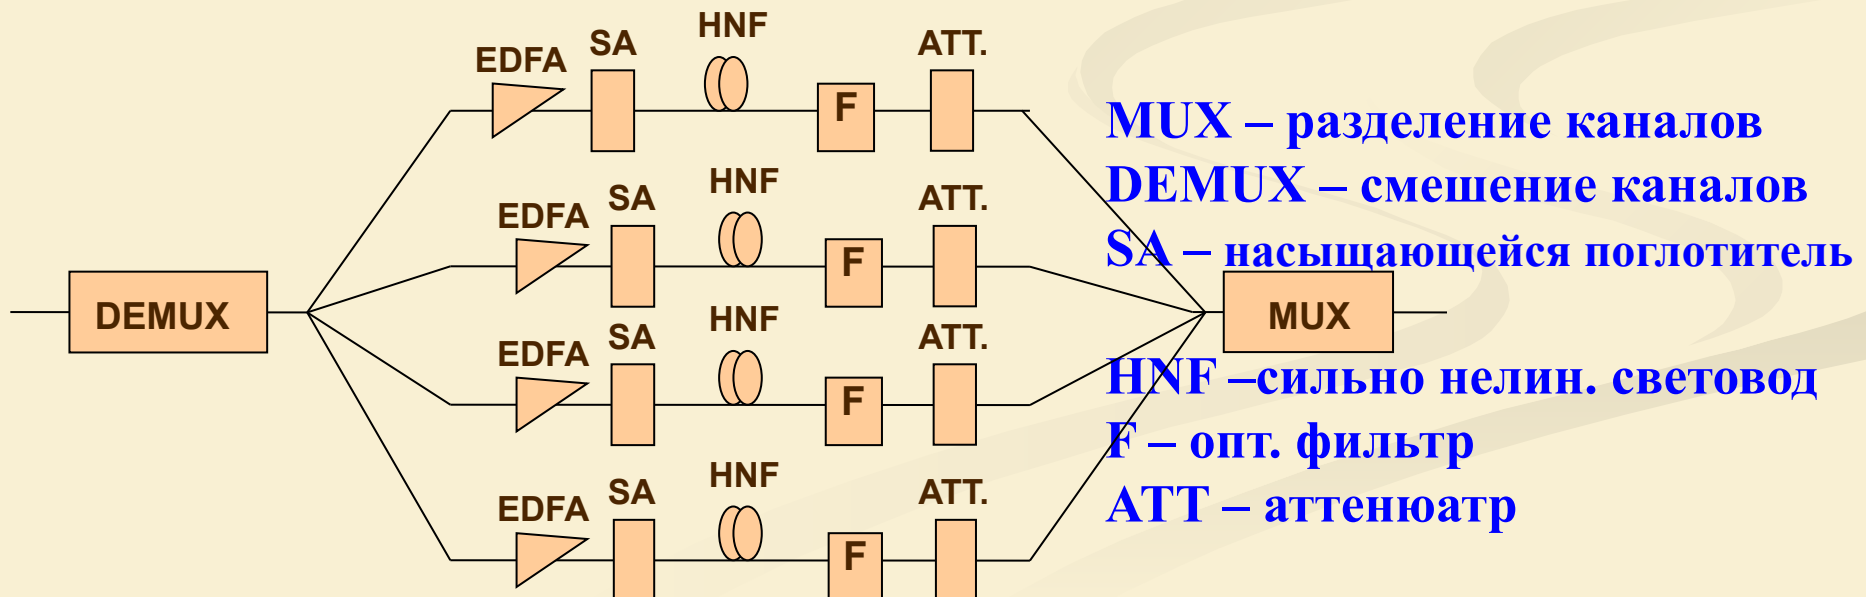 HNF
SA
ATT.
EDFA
F
MUX – разделение каналов
DEMUX – смешение каналов
SA – насыщающейся поглотитель
HNF
SA
ATT.
EDFA
F
DEMUX
MUX
HNF
SA
ATT.
EDFA
F
HNF –сильно нелин. световод
F – опт. фильтр
ATT – аттенюатр
HNF
SA
ATT.
EDFA
F